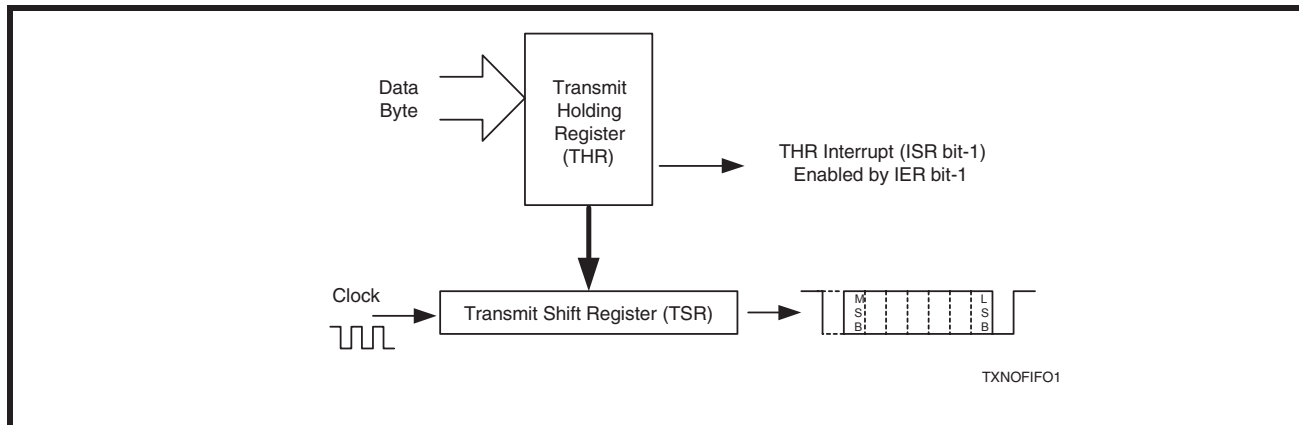 Data
Byte
Transmit
Holding
Register
(THR)
THR Interrupt (ISR bit-1)
Enabled by IER bit-1
Clock
Transmit Shift Register (TSR)
M
S
B
L
S
B
TXNOFIFO1